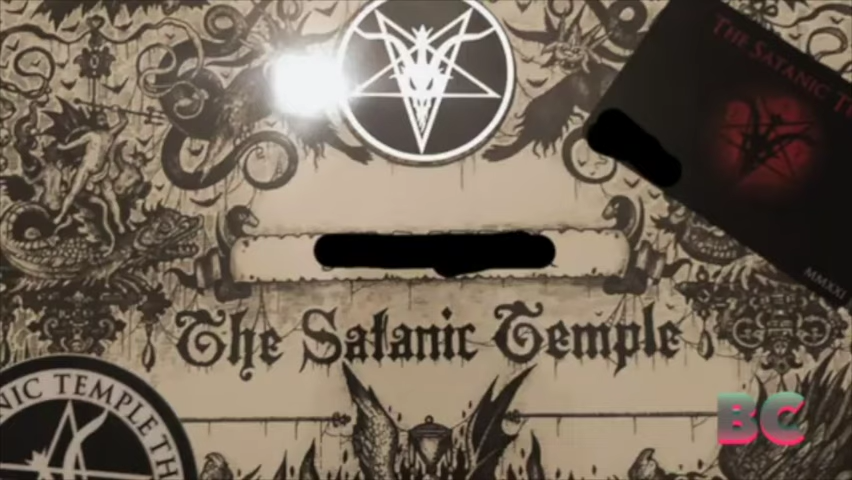 THE SATANIC T
The Satanic Temple
NIC TEMPLE TH
MMXXI
BC